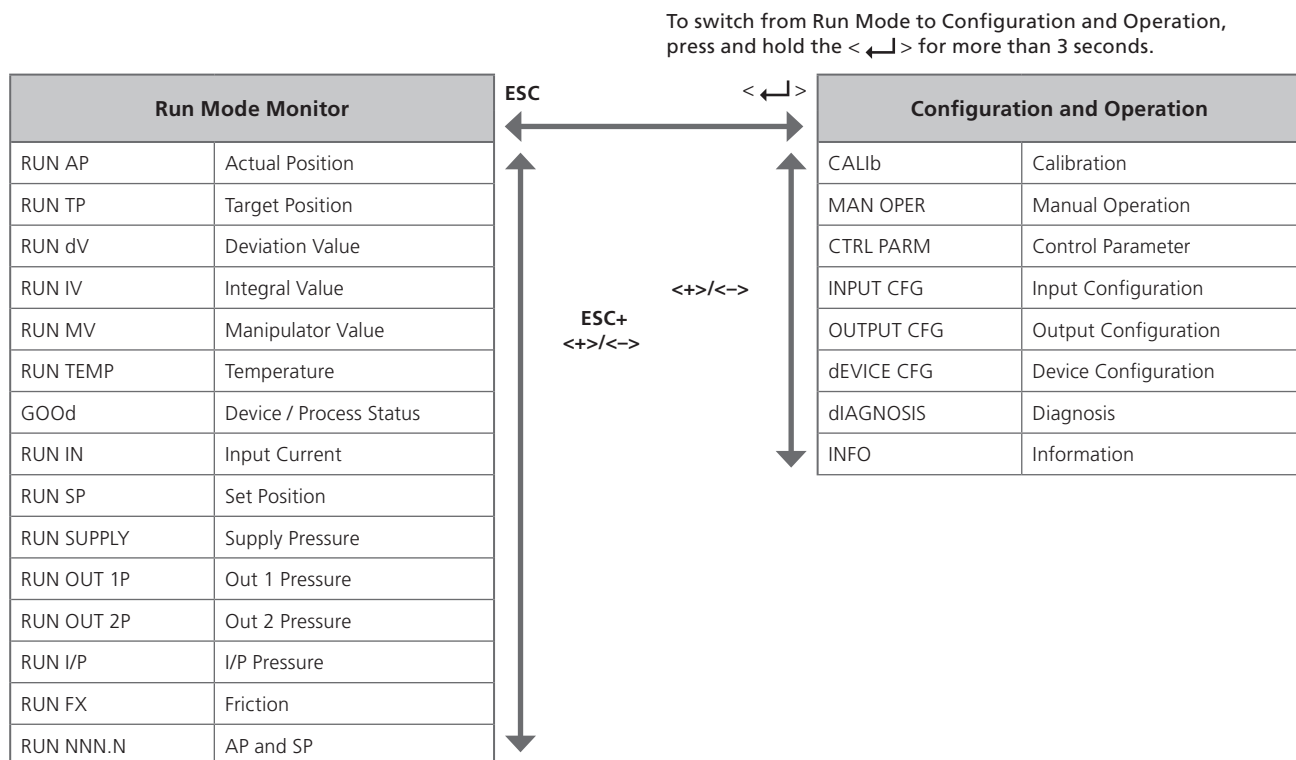 To switch from Run Mode to Configuration and Operation,
press and hold the < ↵ > for more than 3 seconds.
Run Mode Monitor
RUN AP Actual Position
RUN TP Target Position
RUN dV Deviation Value
RUN IV Integral Value
RUN MV Manipulator Value
RUN TEMP Temperature
GOOd Device / Process Status
RUN IN Input Current
RUN SP Set Position
RUN SUPPLY Supply Pressure
RUN OUT 1P Out 1 Pressure
RUN OUT 2P Out 2 Pressure
RUN I/P I/P Pressure
RUN FX Friction
RUN NNN.N AP and SP
ESC
< ↵ >
ESC+
<+>/<–>
<+>/<–>
Configuration and Operation
CALIb Calibration
MAN OPER Manual Operation
CTRL PARM Control Parameter
INPUT CFG Input Configuration
OUTPUT CFG Output Configuration
dEVICE CFG Device Configuration
dIAGNOSIS Diagnosis
INFO Information